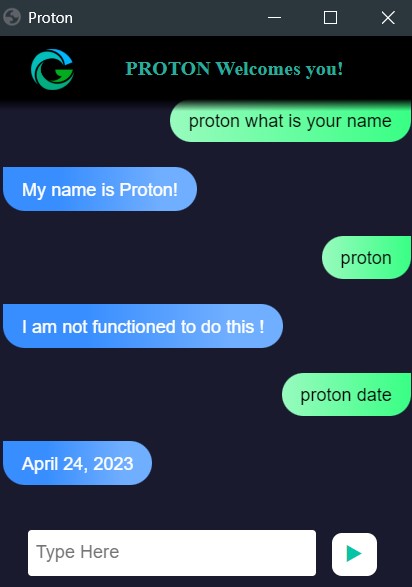 Proton
PROTON Welcomes you!
proton what is your name
My name is Proton!
proton
I am not functioned to do this !
proton date
April 24, 2023
Type Here